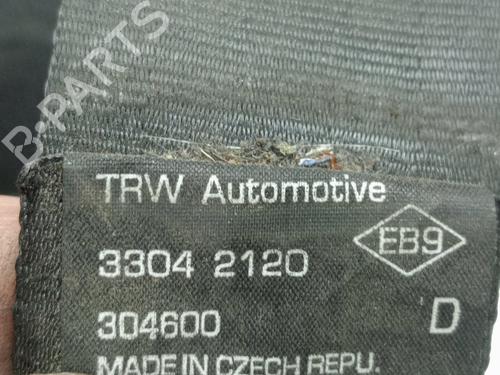 B-PARTS
TRW Automotive
EB9
3304 2120
304600 D
MADE IN CZECH REPU.